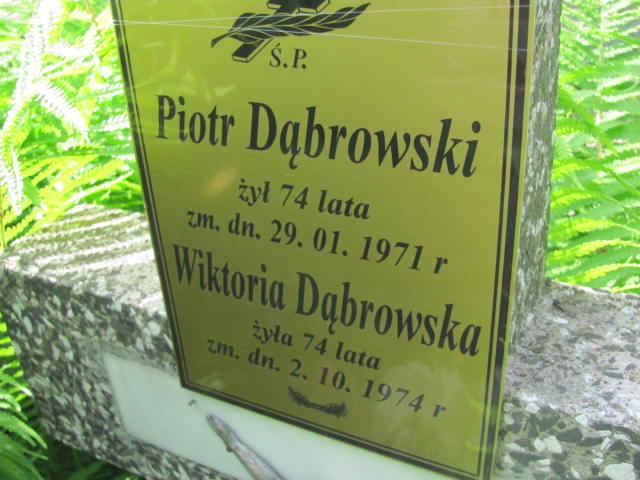 Ś.P.
Piotr Dąbrowski
żył 74 lata
zm. dn. 29. 01. 1971 r
Wiktoria Dąbrowska
żyła 74 lata
zm. dn. 2. 10. 1974 r